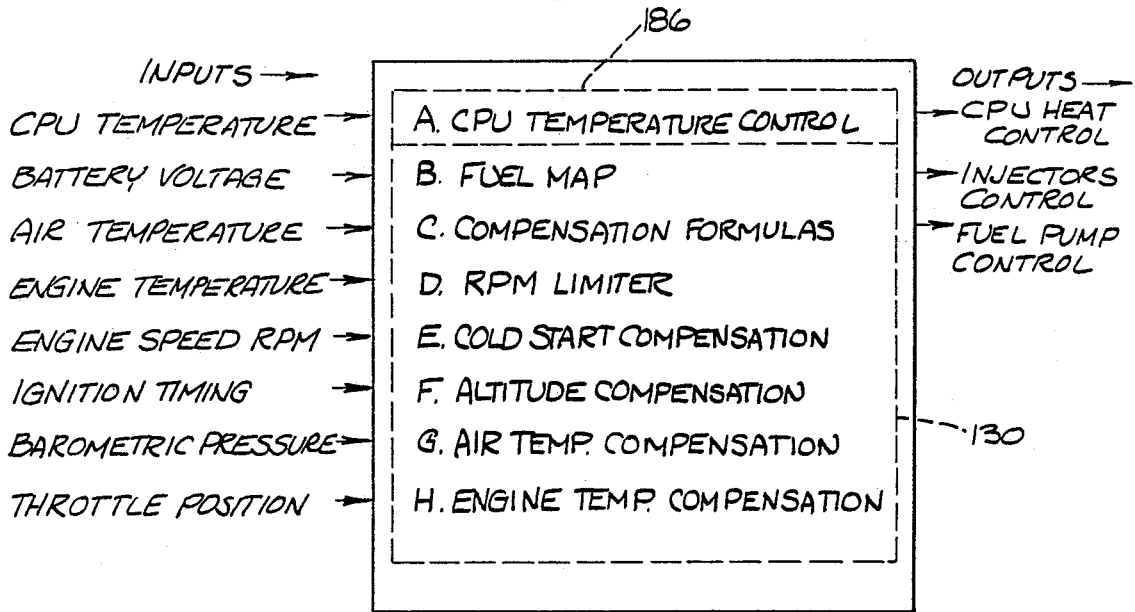 186
INPUTS
CPU TEMPERATURE
BATTERY VOLTAGE
AIR TEMPERATURE
ENGINE TEMPERATURE
ENGINE SPEED RPM
IGNITION TIMING
BAROMETRIC PRESSURE
THROTTLE POSITION
A. CPU TEMPERATURE CONTROL
B. FUEL MAP
C. COMPENSATION FORMULAS
D. RPM LIMITER
E. COLD START COMPENSATION
F. ALTITUDE COMPENSATION
G. AIR TEMP. COMPENSATION
H. ENGINE TEMP. COMPENSATION
OUTPUTS
CPU HEAT
CONTROL
INJECTORS
CONTROL
FUEL PUMP
CONTROL
130